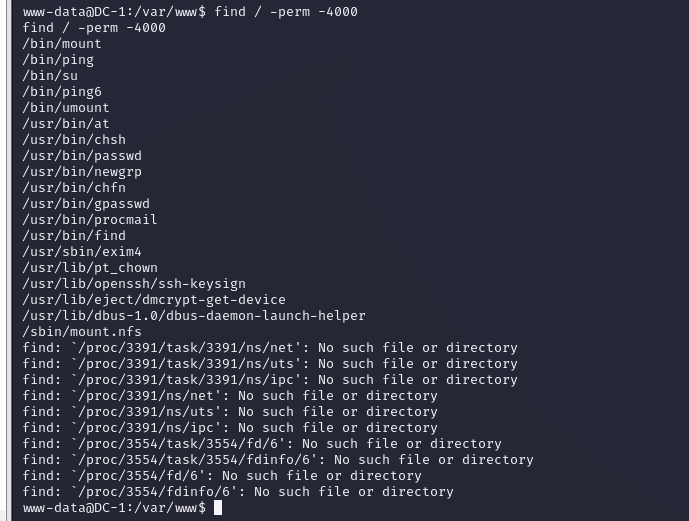 www-data@DC-1:/var/www$ find / -perm -4000
find / -perm -4000
/bin/mount
/bin/ping
/bin/su
/bin/ping6
/bin/umount
/usr/bin/at
/usr/bin/chsh
/usr/bin/passwd
/usr/bin/newgrp
/usr/bin/chfn
/usr/bin/gpasswd
/usr/bin/procmail
/usr/bin/find
/usr/sbin/exim4
/usr/lib/pt_chown
/usr/lib/openssh/ssh-keysign
/usr/lib/eject/dmcrypt-get-device
/usr/lib/dbus-1.0/dbus-daemon-launch-helper
/sbin/mount.nfs
find: `/proc/3391/task/3391/ns/net': No such file or directory
find: `/proc/3391/task/3391/ns/uts': No such file or directory
find: `/proc/3391/task/3391/ns/ipc': No such file or directory
find: `/proc/3391/ns/net': No such file or directory
find: `/proc/3391/ns/uts': No such file or directory
find: `/proc/3391/ns/ipc': No such file or directory
find: `/proc/3554/task/3554/fd/6': No such file or directory
find: `/proc/3554/task/3554/fdinfo/6': No such file or directory
find: `/proc/3554/fd/6': No such file or directory
find: `/proc/3554/fdinfo/6': No such file or directory
www-data@DC-1:/var/www$